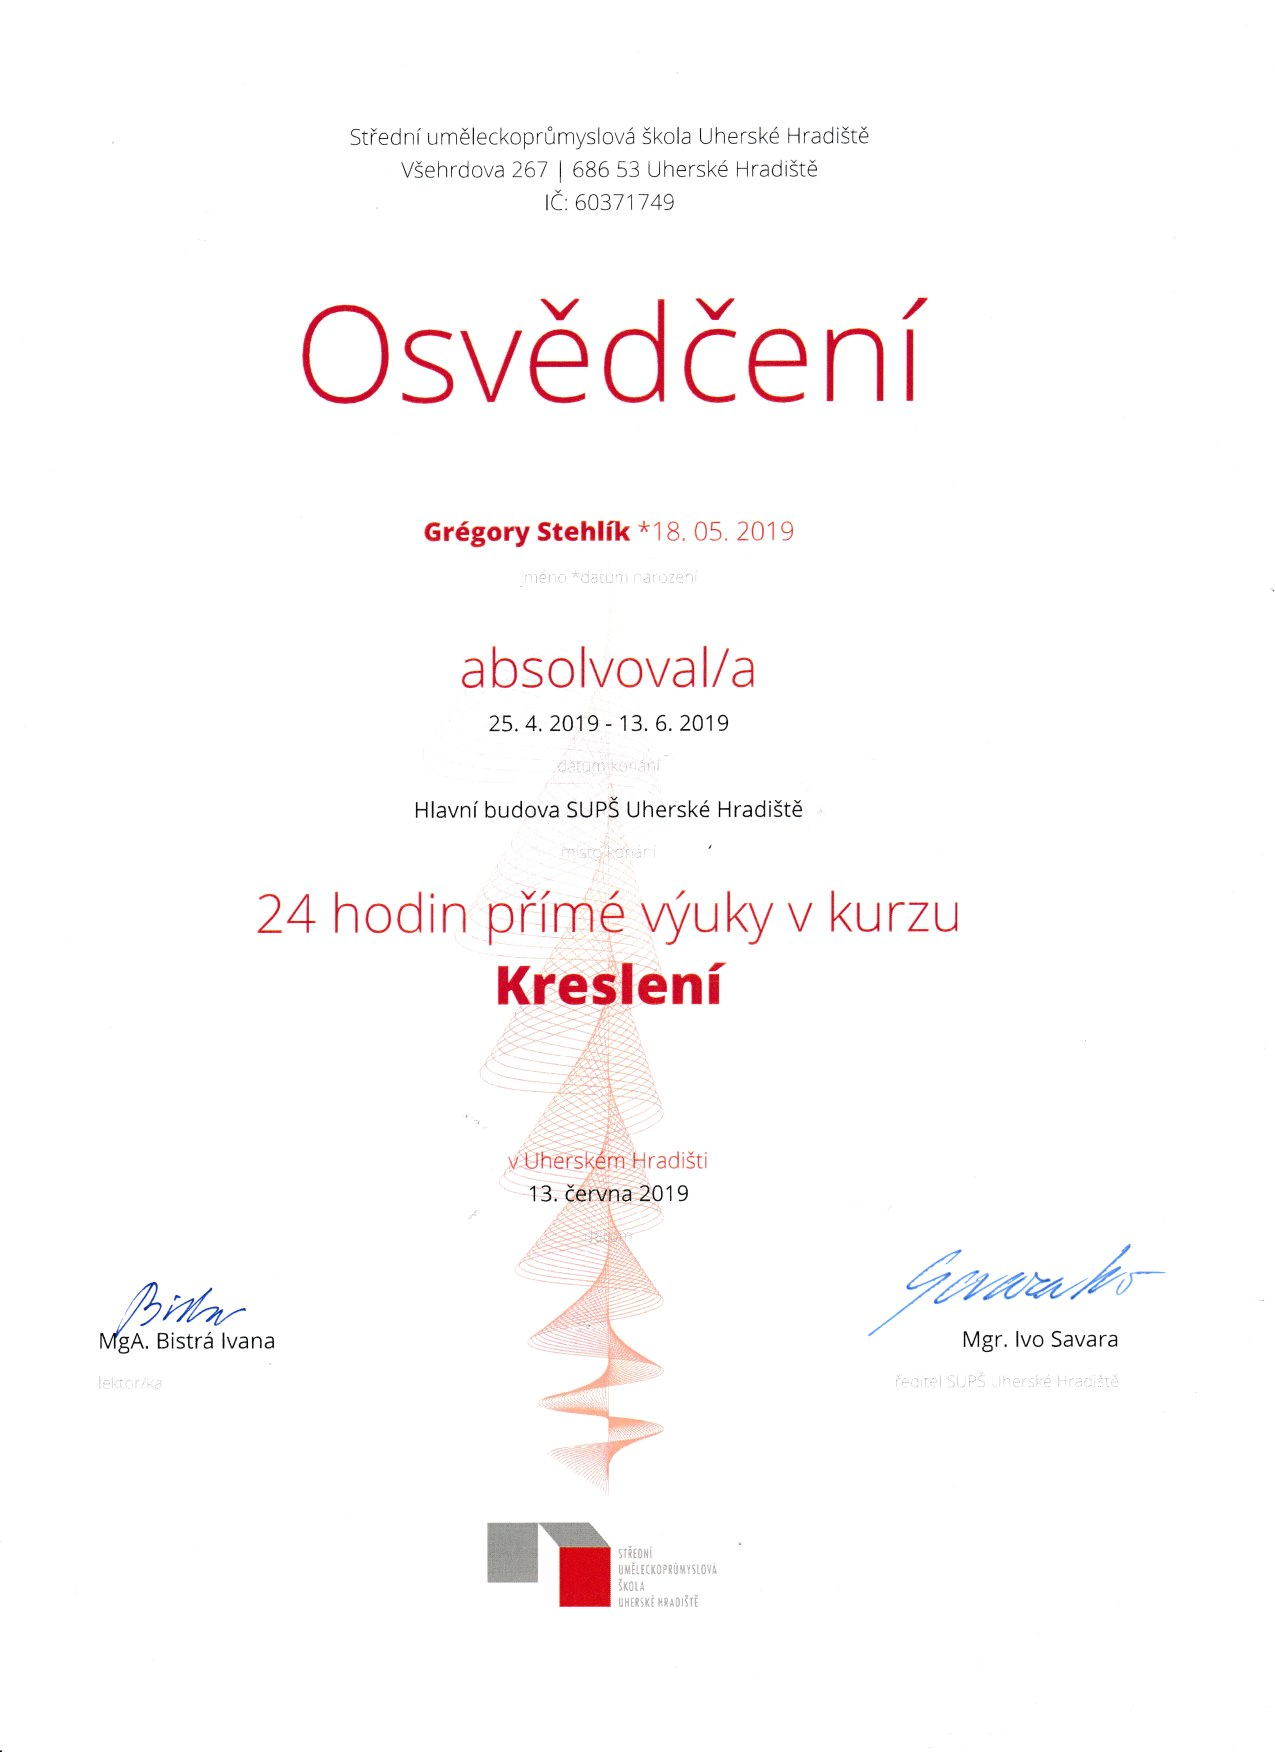 Střední uměleckoprůmyslová škola Uherské Hradiště
Všehrdova 267 | 686 53 Uherské Hradiště
IČ: 60371749
Osvědčení
Grégory Stehlík *18. 05. 2019
jméno *datum narození
absolvoval/a
25. 4. 2019 - 13. 6. 2019
datum konání
Hlavní budova SUPŠ Uherské Hradiště
místo konání
24 hodin přímé výuky v kurzu
Kreslení
v Uherském Hradišti
13. června 2019
MgA. Bistrá Ivana
lektor/ka
Mgr. Ivo Savara
ředitel SUPŠ Uherské Hradiště
STŘEDNÍ
UMĚLECKOPRŮMYSLOVÁ
ŠKOLA
UHERSKÉ HRADIŠTĚ